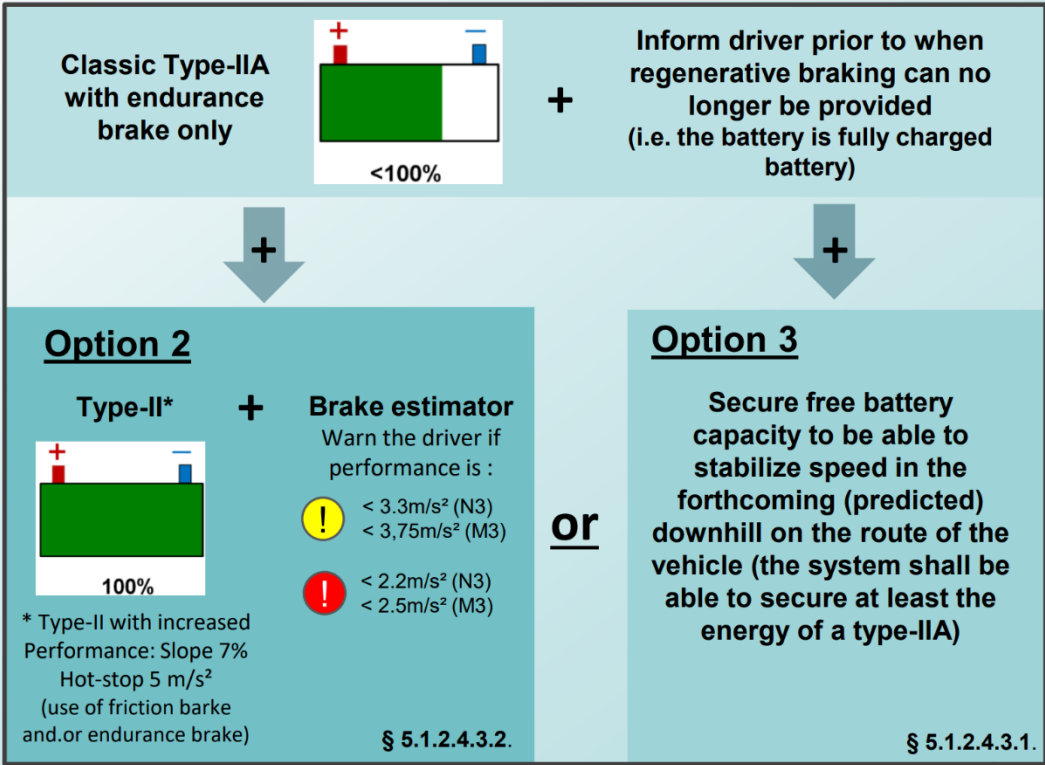 Classic Type-IIA
with endurance
brake only
+ −
<100%
+
Inform driver prior to when
regenerative braking can no
longer be provided
(i.e. the battery is fully charged
battery)
+
+
Option 2
Type-II*
+ −
100%
* Type-II with increased
Performance: Slope 7%
Hot-stop 5 m/s²
(use of friction barke
and.or endurance brake)
+
Brake estimator
Warn the driver if
performance is :
! < 3.3m/s² (N3)
< 3,75m/s² (M3)
! < 2.2m/s² (N3)
< 2.5m/s² (M3)
§ 5.1.2.4.3.2.
or
Option 3
Secure free battery
capacity to be able to
stabilize speed in the
forthcoming (predicted)
downhill on the route of the
vehicle (the system shall be
able to secure at least the
energy of a type-IIA)
§ 5.1.2.4.3.1.